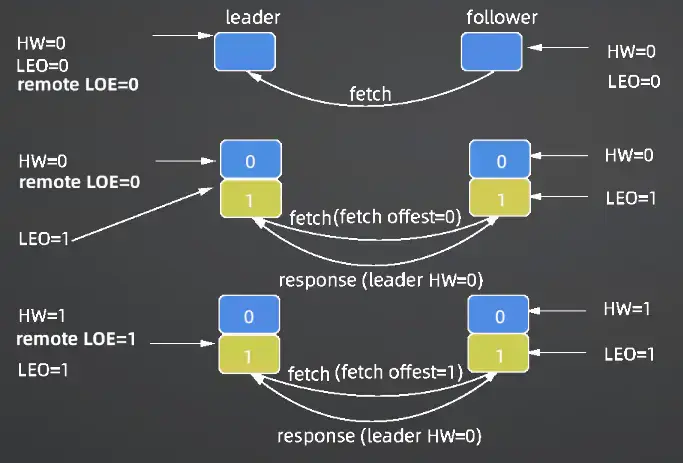 leader
follower
HW=0
LEO=0
remote LOE=0
HW=0
LEO=0
fetch
HW=0
remote LOE=0
LEO=1
0
1
0
1
HW=0
LEO=1
fetch(fetch offest=0)
response (leader HW=0)
HW=1
remote LOE=1
LEO=1
0
1
0
1
HW=1
LEO=1
fetch (fetch offest=1)
response (leader HW=0)